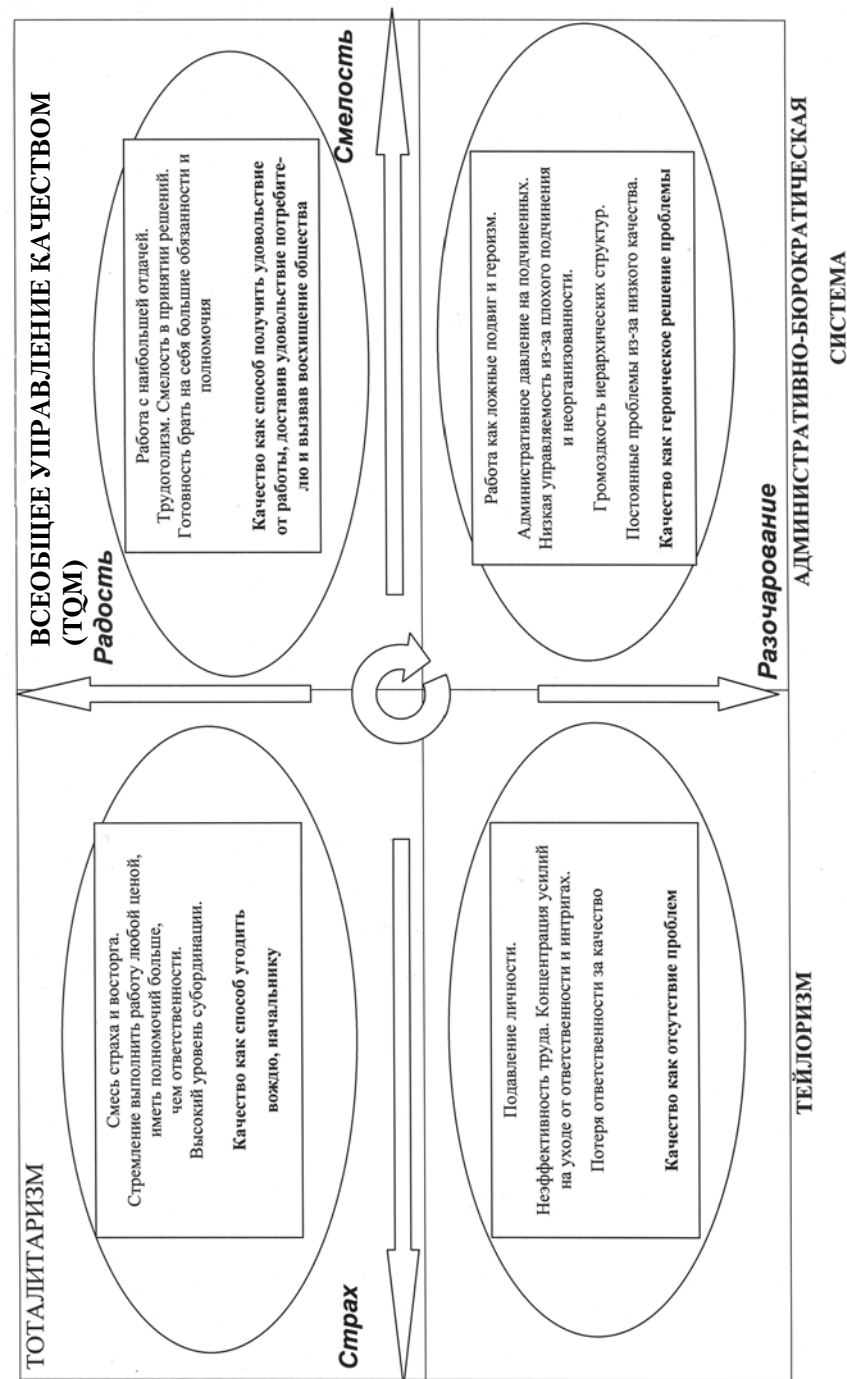 ТОТАЛИТАРИЗМ
Смесь страха и восторга.
Стремление выполнить работу любой ценой,
иметь полномочий больше,
чем ответственности.
Высокий уровень субординации.
Качество как способ угодить
вождю, начальнику
ВСЕОБЩЕЕ УПРАВЛЕНИЕ КАЧЕСТВОМ
(TQM)
Радость
Работа с наибольшей отдачей.
Трудоголизм. Смелость в принятии решений.
Готовность брать на себя большие обязанности и
полномочия
Качество как способ получить удовольствие
от работы, доставив удовольствие потребите-
лю и вызвав восхищение общества
Страх
Смелость
Подавление личности.
Неэффективность труда. Концентрация усилий
на уходе от ответственности и интригах.
Потеря ответственности за качество
Качество как отсутствие проблем
Работа как ложные подвиг и героизм.
Административное давление на подчиненных.
Низкая управляемость из-за плохого подчинения
и неорганизованности.
Громоздкость иерархических структур.
Постоянные проблемы из-за низкого качества.
Качество как героическое решение проблемы
Разочарование
ТЕЙЛОРИЗМ
АДМИНИСТРАТИВНО-БЮРОКРАТИЧЕСКАЯ
СИСТЕМА